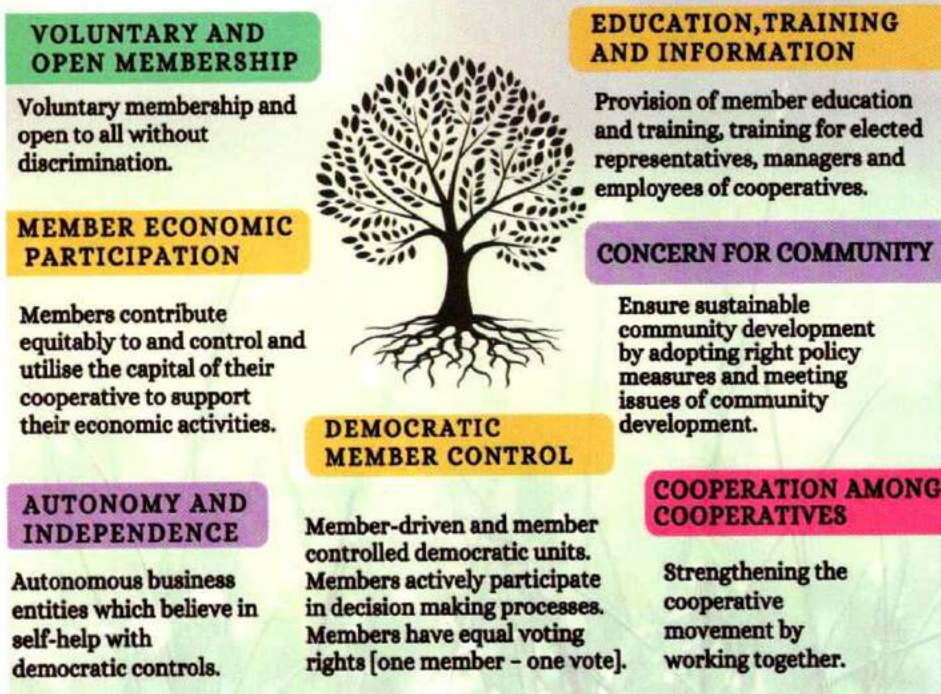 VOLUNTARY AND
OPEN MEMBERSHIP
Voluntary membership and
open to all without
discrimination.
MEMBER ECONOMIC
PARTICIPATION
Members contribute
equitably to and control and
utilise the capital of their
cooperative to support
their economic activities.
AUTONOMY AND
INDEPENDENCE
Autonomous business
entities which believe in
self-help with
democratic controls.
DEMOCRATIC
MEMBER CONTROL
Member-driven and member
controlled democratic units.
Members actively participate
in decision making processes.
Members have equal voting
rights [one member – one vote].
EDUCATION,TRAINING
AND INFORMATION
Provision of member education
and training, training for elected
representatives, managers and
employees of cooperatives.
CONCERN FOR COMMUNITY
Ensure sustainable
community development
by adopting right policy
measures and meeting
issues of community
development.
COOPERATION AMONG
COOPERATIVES
Strengthening the
cooperative
movement by
working together.